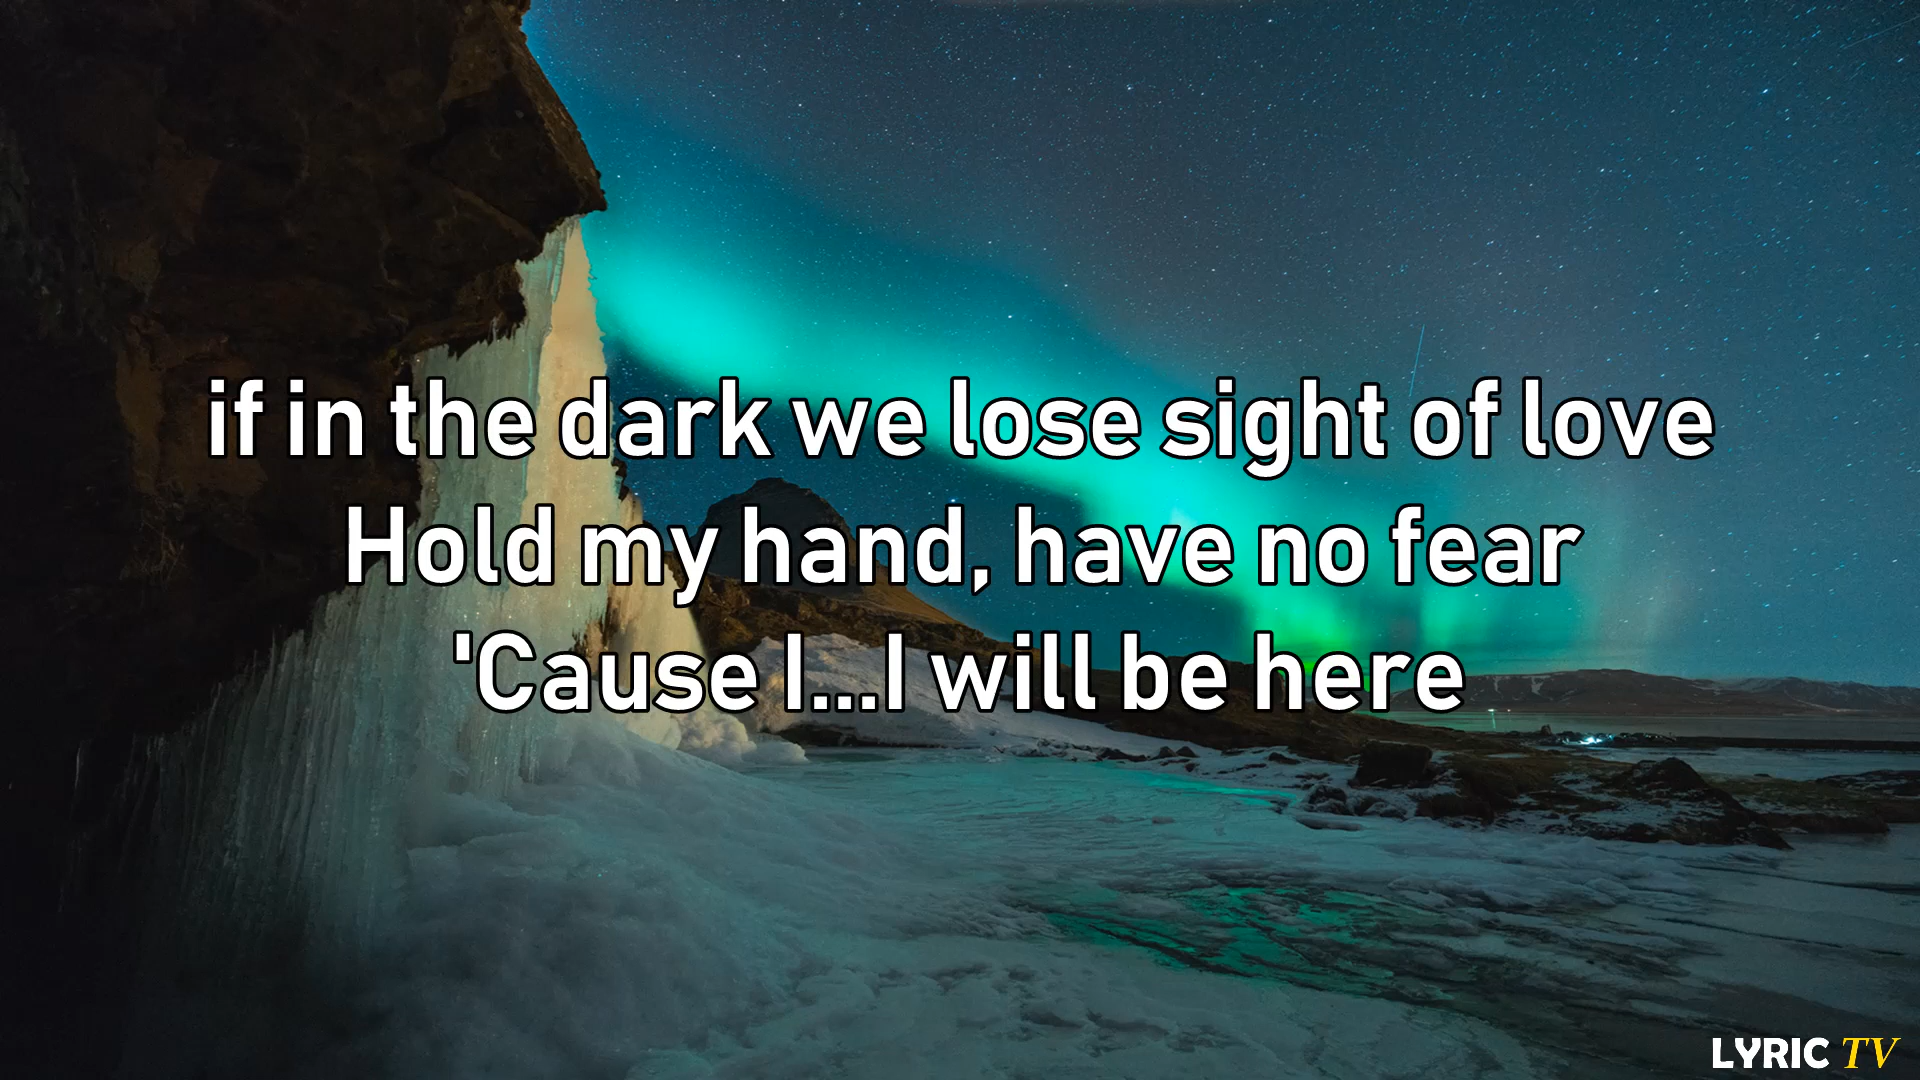 if in the dark we lose sight of love
Hold my hand, have no fear
'Cause I...I will be here
LYRIC TV